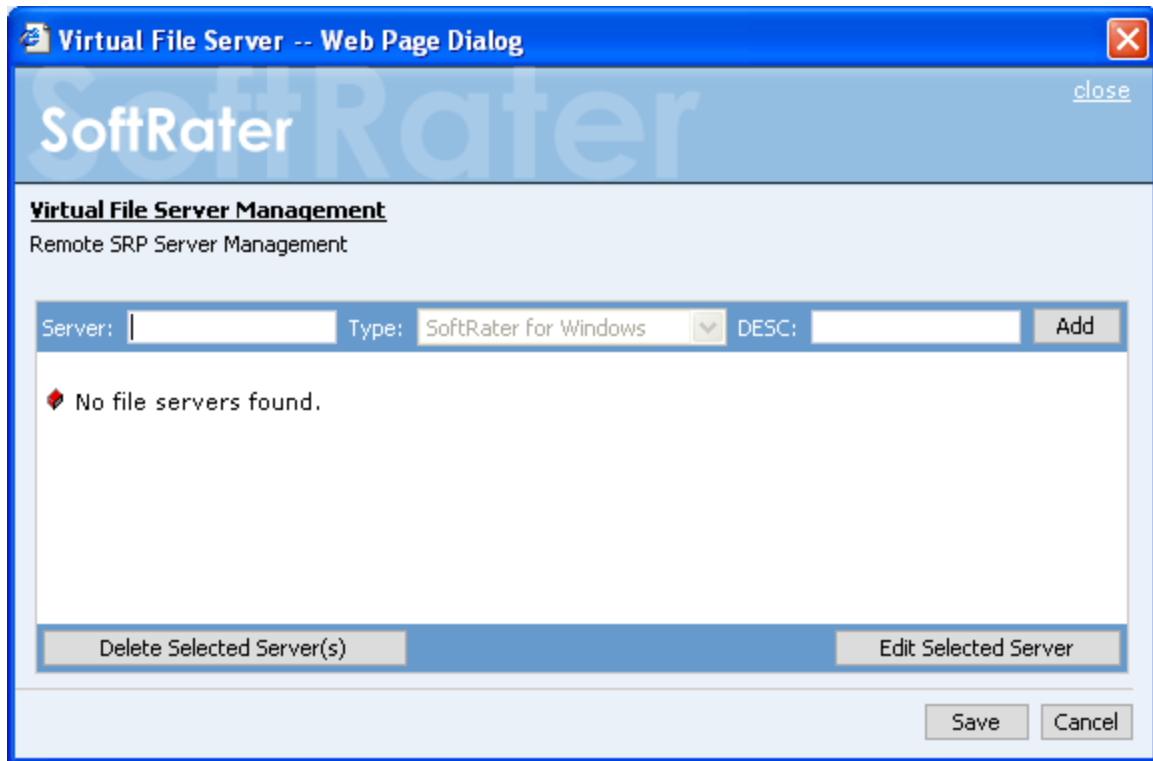 Virtual File Server -- Web Page Dialog
SoftRater
close
SoftRater
Virtual File Server Management
Remote SRP Server Management
Server: Type: SoftRater for Windows DESC: Add
No file servers found.
Delete Selected Server(s) Edit Selected Server
Save Cancel